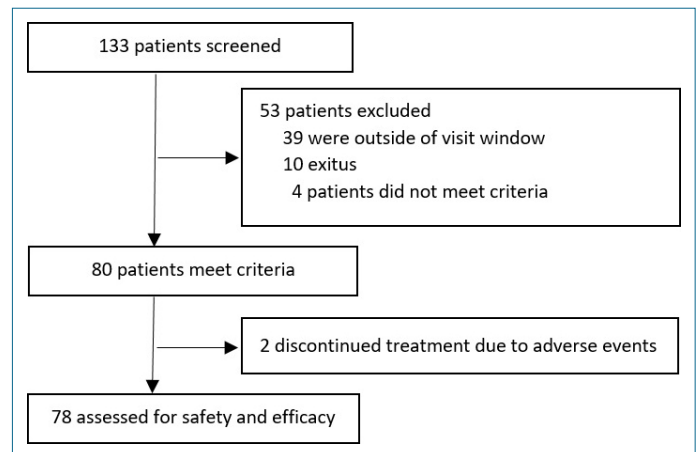 133 patients screened
53 patients excluded
39 were outside of visit window
10 exitus
4 patients did not meet criteria
80 patients meet criteria
2 discontinued treatment due to adverse events
78 assessed for safety and efficacy